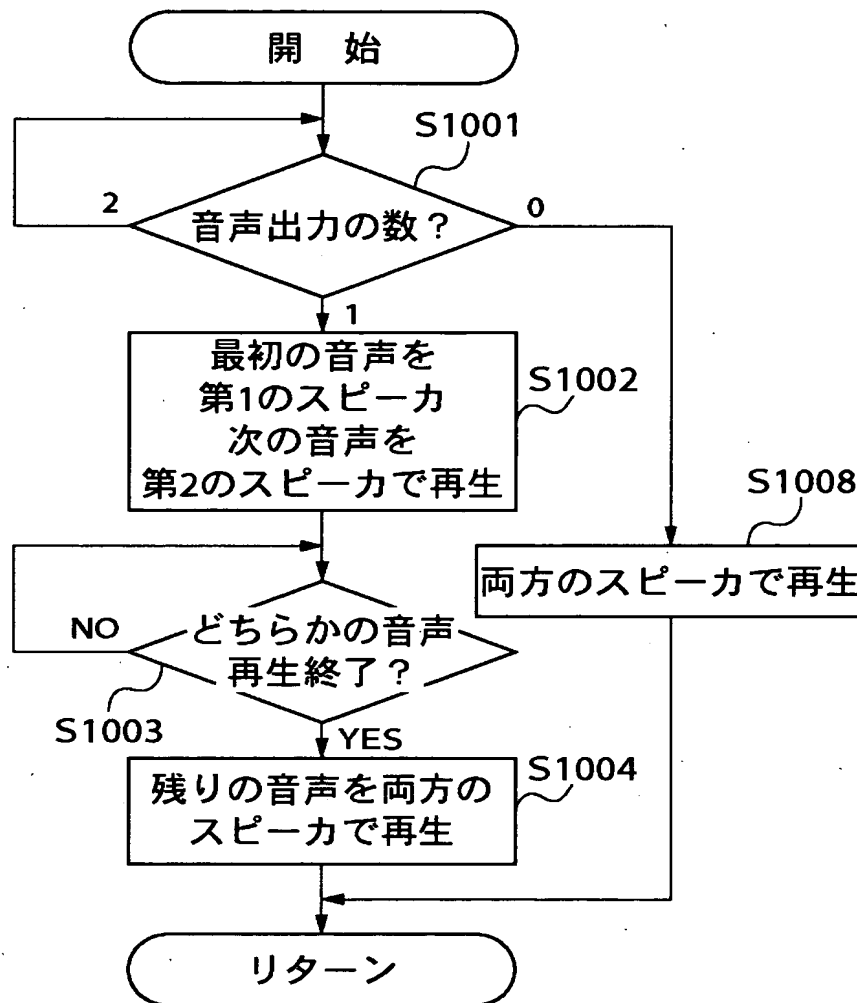 開 始
S1001
2
音声出力の数？
0
1
最初の音声を
第1のスピーカ
次の音声を
第2のスピーカで再生
S1002
S1008
両方のスピーカで再生
NO
どちらかの音声
再生終了？
S1003
YES
S1004
残りの音声を両方の
スピーカで再生
リターン